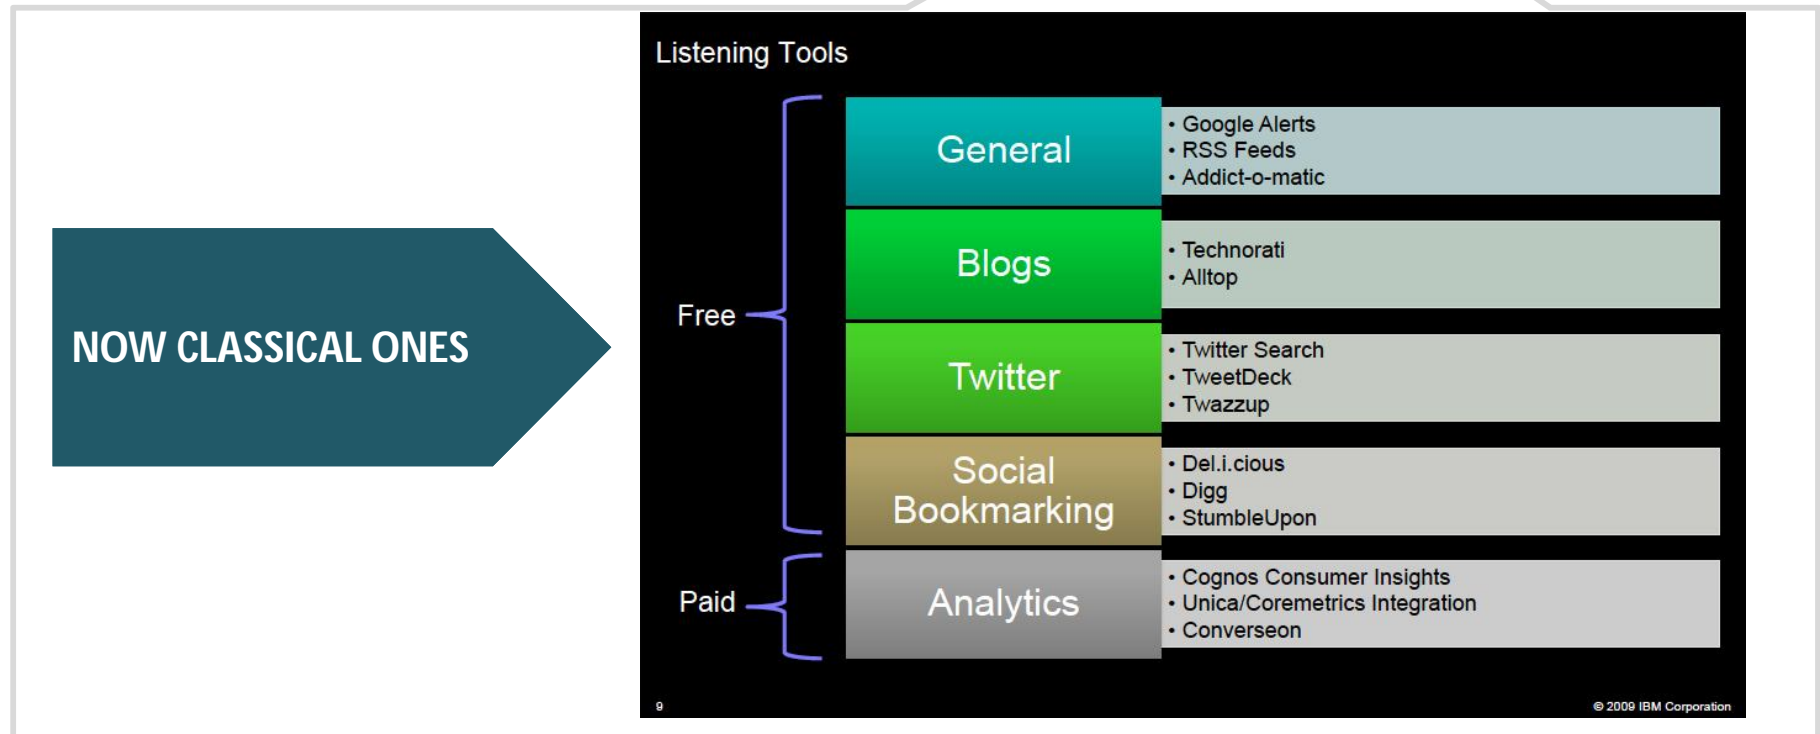 NOW CLASSICAL ONES
Listening Tools
Free
General
• Google Alerts
• RSS Feeds
• Addict-o-matic
Blogs
• Technorati
• Alltop
Twitter
• Twitter Search
• TweetDeck
• Twazzup
Social
Bookmarking
• Del.i.cious
• Digg
• StumbleUpon
Paid
Analytics
• Cognos Consumer Insights
• Unica/Coremetrics Integration
• Converseon
9
© 2009 IBM Corporation